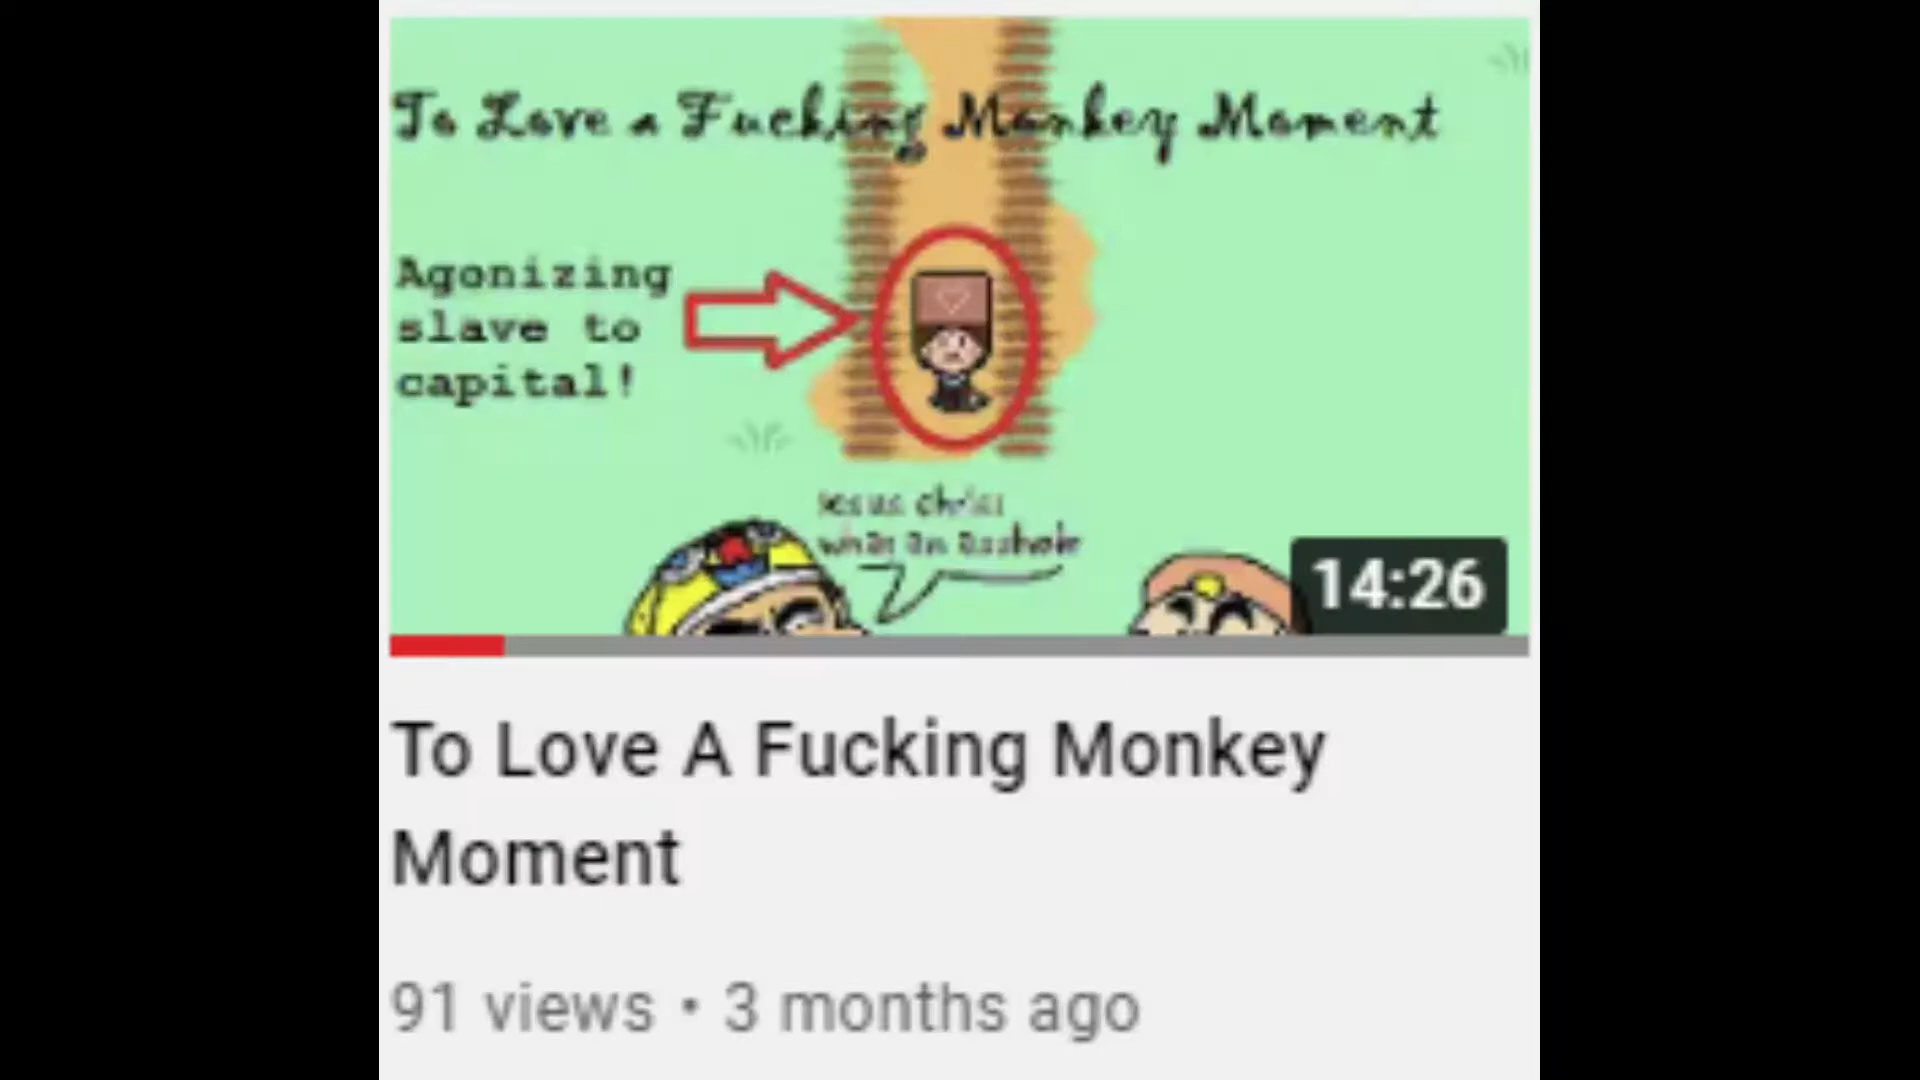 To Love a Fucking Monkey Moment
Agonizing
slave to
capital!
jesus christ
what an asshole
14:26
To Love A Fucking Monkey
Moment
91 views • 3 months ago